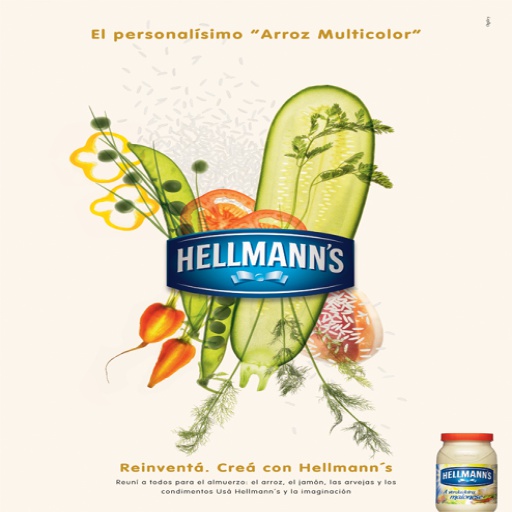 El personalísimo “Arroz Multicolor”
HELLMANN'S
Reinventá. Creá con Hellmann´s
Reuní a todos para el almuerzo: el arroz, el jamón, las arvejas y los
condimentos Usá Hellmann´s y la imaginación
HELLMANN'S